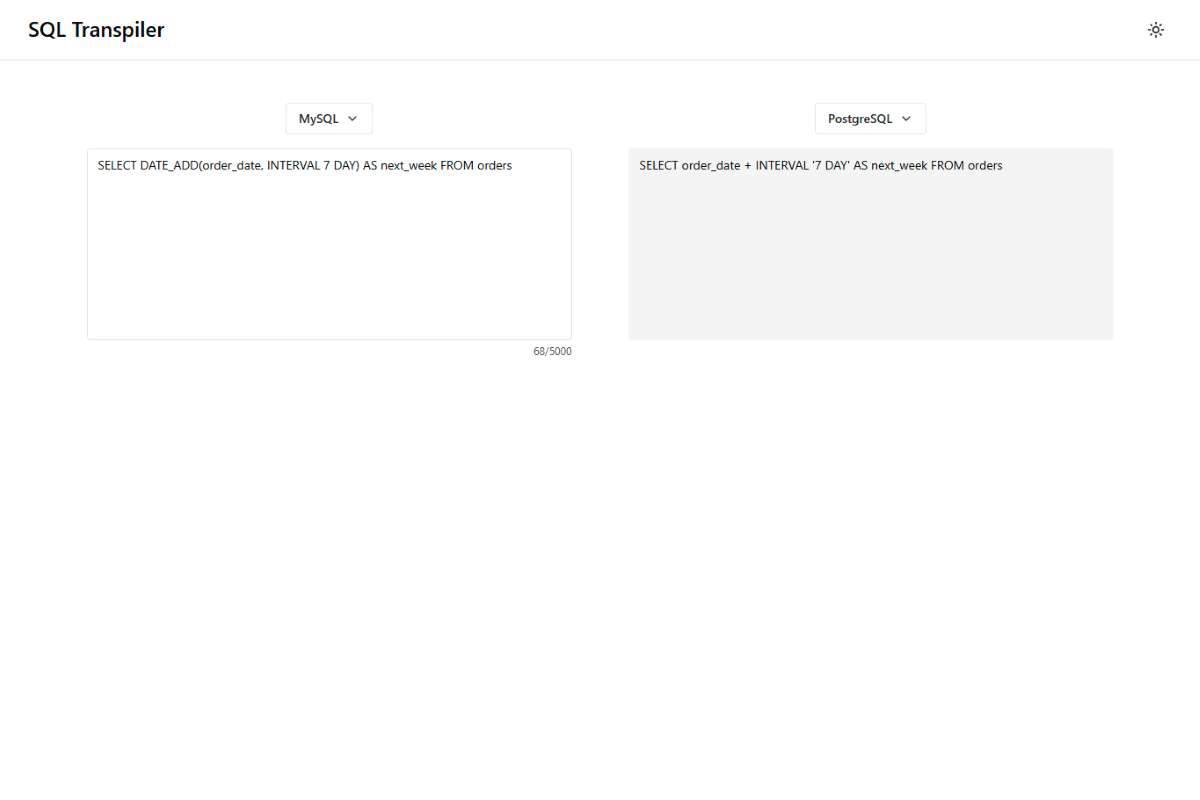 SQL Transpiler
MySQL
PostgreSQL
SELECT DATE_ADD(order_date, INTERVAL 7 DAY) AS next_week FROM orders
SELECT order_date + INTERVAL '7 DAY' AS next_week FROM orders
68/5000